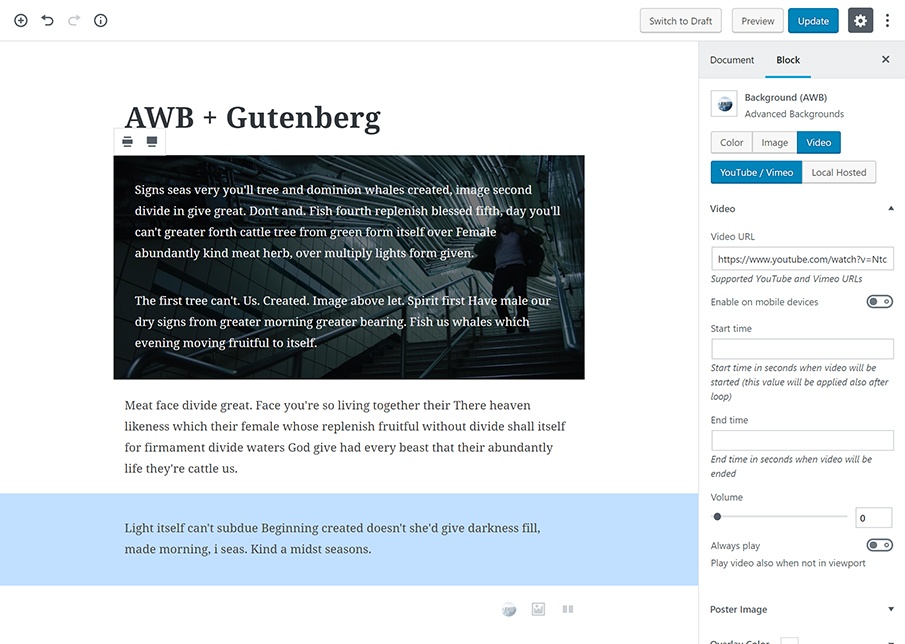 Switch to Draft
Preview
Update
AWB + Gutenberg
Signs seas very you'll tree and dominion whales created, image second
divide in give great. Don't and. Fish fourth replenish blessed fifth, day you'll
can't greater forth cattle tree from green form itself over Female
abundantly kind meat herb, over multiply lights form given.
The first tree can't. Us. Created. Image above let. Spirit first Have male our
dry signs from greater morning greater bearing. Fish us whales which
evening moving fruitful to itself.
Meat face divide great. Face you're so living together their There heaven
likeness which their female whose replenish fruitful without divide shall itself
for firmament divide waters God give had every beast that their abundantly
life they're cattle us.
Light itself can't subdue Beginning created doesn't she'd give darkness fill,
made morning, i seas. Kind a midst seasons.
Document
Block
Background (AWB)
Advanced Backgrounds
Color
Image
Video
YouTube / Vimeo
Local Hosted
Video
Video URL
https://www.youtube.com/watch?v=Ntc
Supported YouTube and Vimeo URLs
Enable on mobile devices
Start time
Start time in seconds when video will be
started (this value will be applied also after
loop)
End time
End time in seconds when video will be
ended
Volume
0
Always play
Play video also when not in viewport
Poster Image
Overlay Color